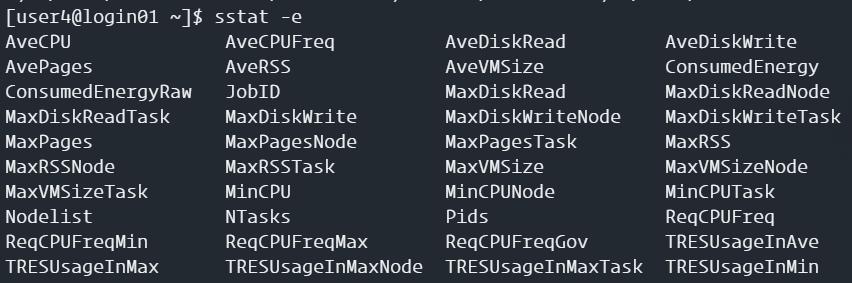 [user4@login01 ~]$ sstat -e
AveCPU AveCPUFreq AveDiskRead AveDiskWrite
AvePages AveRSS AveVMSize ConsumedEnergy
ConsumedEnergyRaw JobID MaxDiskRead MaxDiskReadNode
MaxDiskReadTask MaxDiskWrite MaxDiskWriteNode MaxDiskWriteTask
MaxPages MaxPagesNode MaxPagesTask MaxRSS
MaxRSSNode MaxRSSTask MaxVMSize MaxVMSizeNode
MaxVMSizeTask MinCPU MinCPUNode MinCPUTask
Nodelist NTasks Pids ReqCPUFreq
ReqCPUFreqMin ReqCPUFreqMax ReqCPUFreqGov TRESUsageInAve
TRESUsageInMax TRESUsageInMaxNode TRESUsageInMaxTask TRESUsageInMin